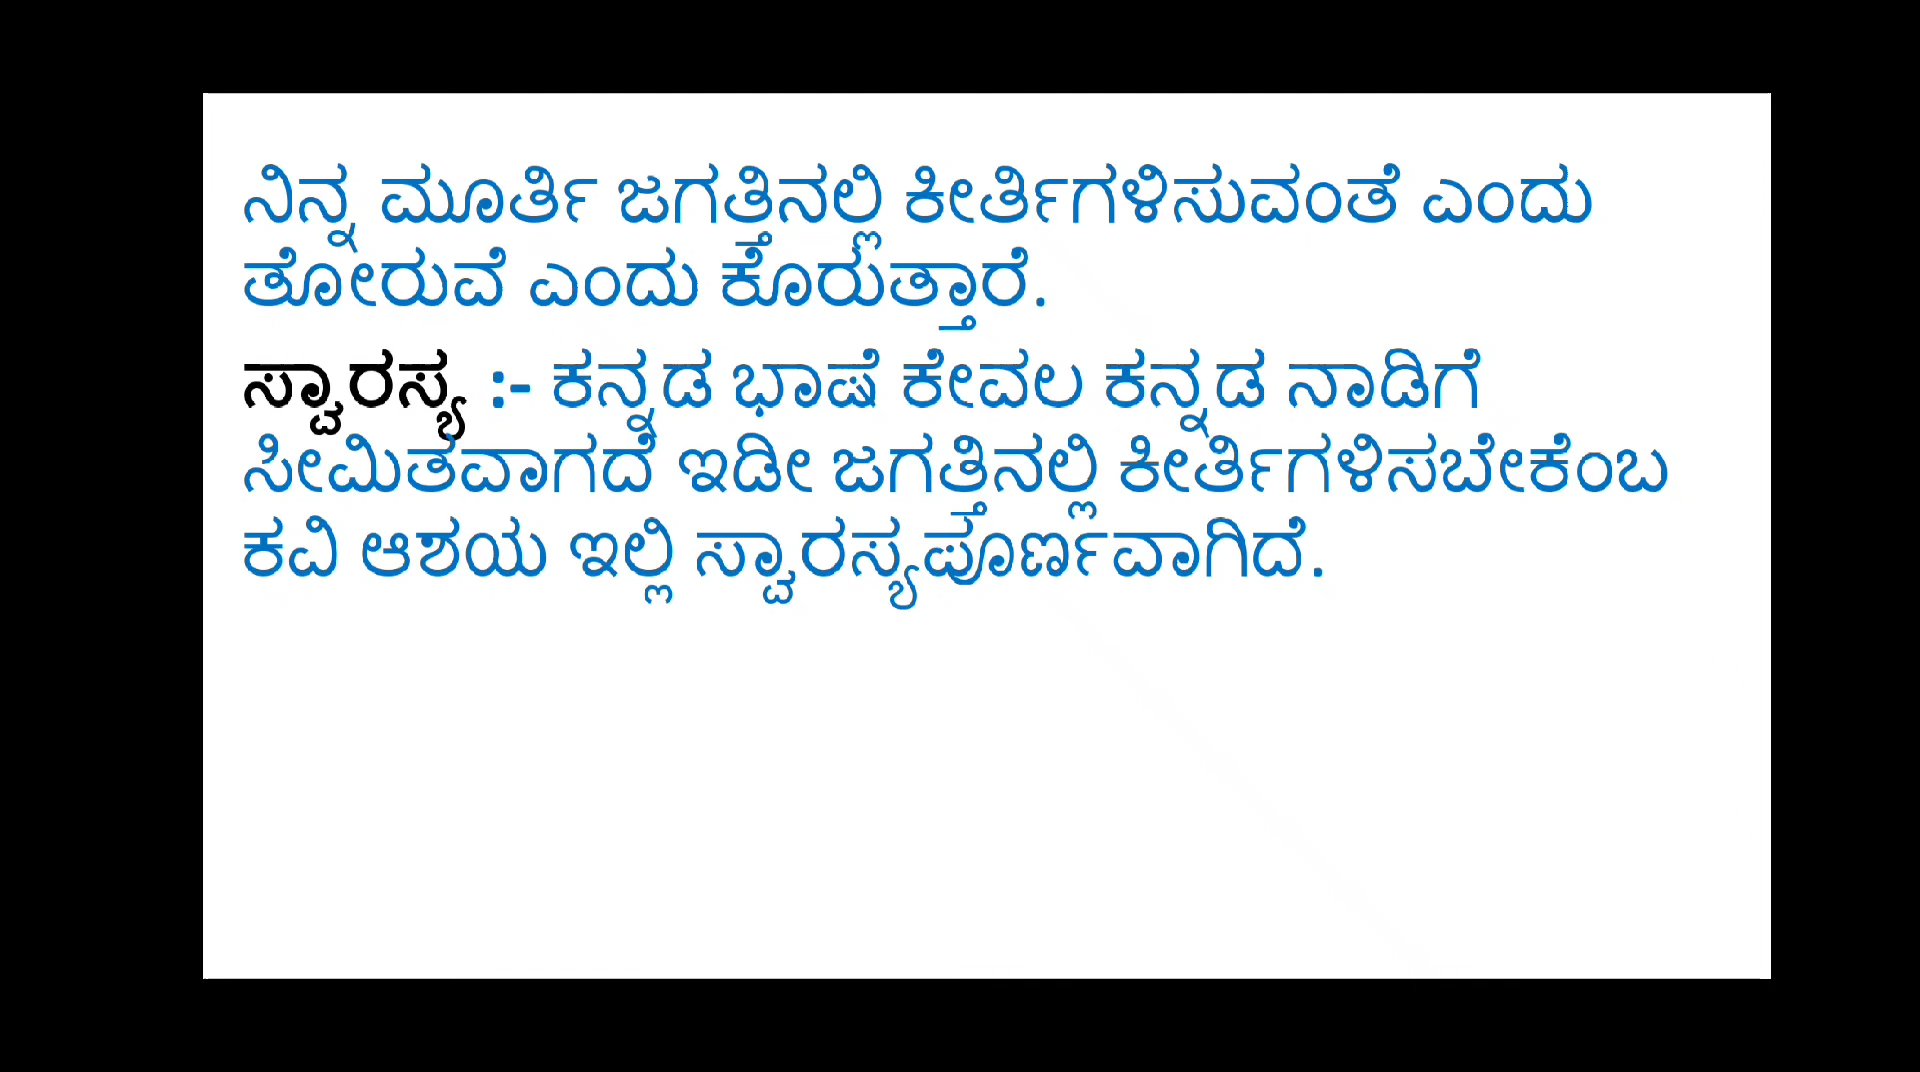 ನಿನ್ನ ಮೂರ್ತಿ ಜಗತ್ತಿನಲ್ಲಿ ಕೀರ್ತಿಗಳಿಸುವಂತೆ ಎಂದು
ತೋರುವೆ ಎಂದು ಕೊರುತ್ತಾರೆ.
ಸ್ವಾರಸ್ಯ :- ಕನ್ನಡ ಭಾಷೆ ಕೇವಲ ಕನ್ನಡ ನಾಡಿಗೆ
ಸೀಮಿತವಾಗದೆ ಇಡೀ ಜಗತ್ತಿನಲ್ಲಿ ಕೀರ್ತಿಗಳಿಸಬೇಕೆಂಬ
ಕವಿ ಆಶಯ ಇಲ್ಲಿ ಸ್ವಾರಸ್ಯಪೂರ್ಣವಾಗಿದೆ.